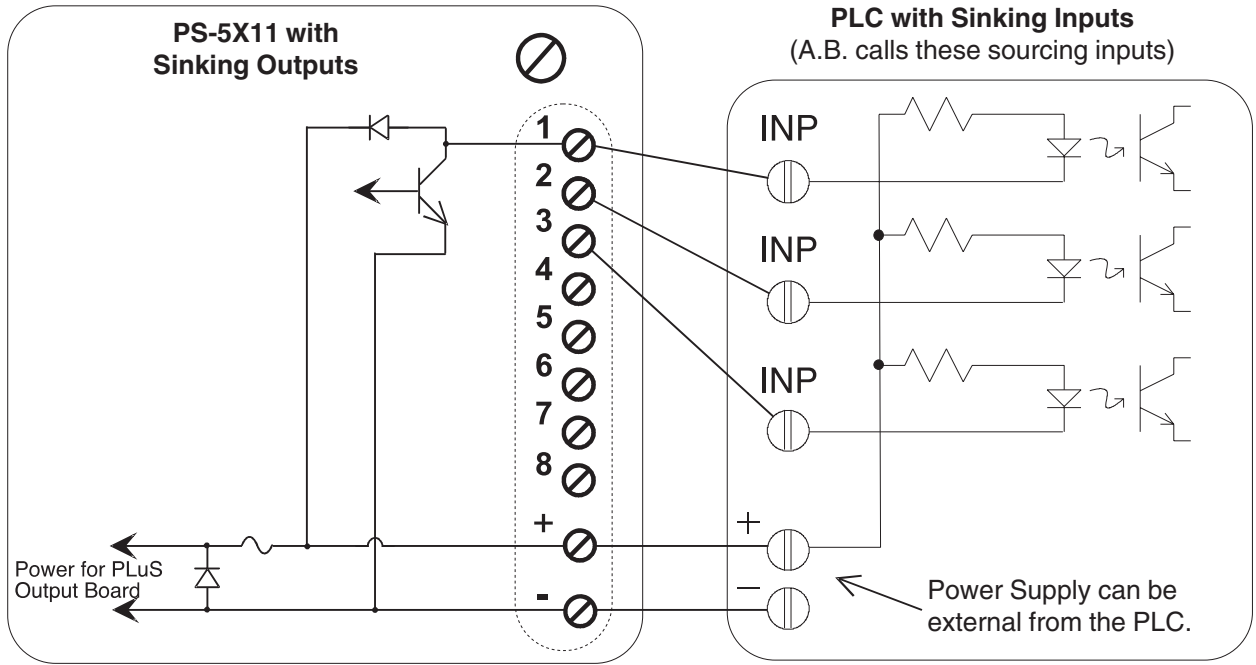 PS-5X11 with
Sinking Outputs
PLC with Sinking Inputs
(A.B. calls these sourcing inputs)
1
2
3
4
5
6
7
8
+
-
INP
INP
INP
+
−
Power for PLuS
Output Board
Power Supply can be
external from the PLC.